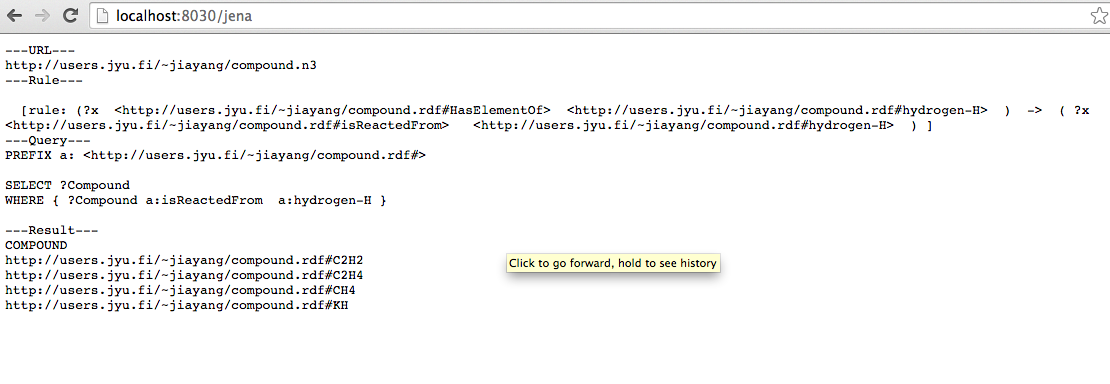 localhost:8030/jena
---URL---
http://users.jyu.fi/~jiayang/compound.n3
---Rule---
[rule: (?x  <http://users.jyu.fi/~jiayang/compound.rdf#HasElementOf>  <http://users.jyu.fi/~jiayang/compound.rdf#hydrogen-H>  )  ->  ( ?x
<http://users.jyu.fi/~jiayang/compound.rdf#isReactedFrom>   <http://users.jyu.fi/~jiayang/compound.rdf#hydrogen-H>  ) ]
---Query---
PREFIX a: <http://users.jyu.fi/~jiayang/compound.rdf#>
SELECT ?Compound
WHERE { ?Compound a:isReactedFrom  a:hydrogen-H }
---Result---
COMPOUND
http://users.jyu.fi/~jiayang/compound.rdf#C2H2
http://users.jyu.fi/~jiayang/compound.rdf#C2H4
http://users.jyu.fi/~jiayang/compound.rdf#CH4
http://users.jyu.fi/~jiayang/compound.rdf#KH
Click to go forward, hold to see history